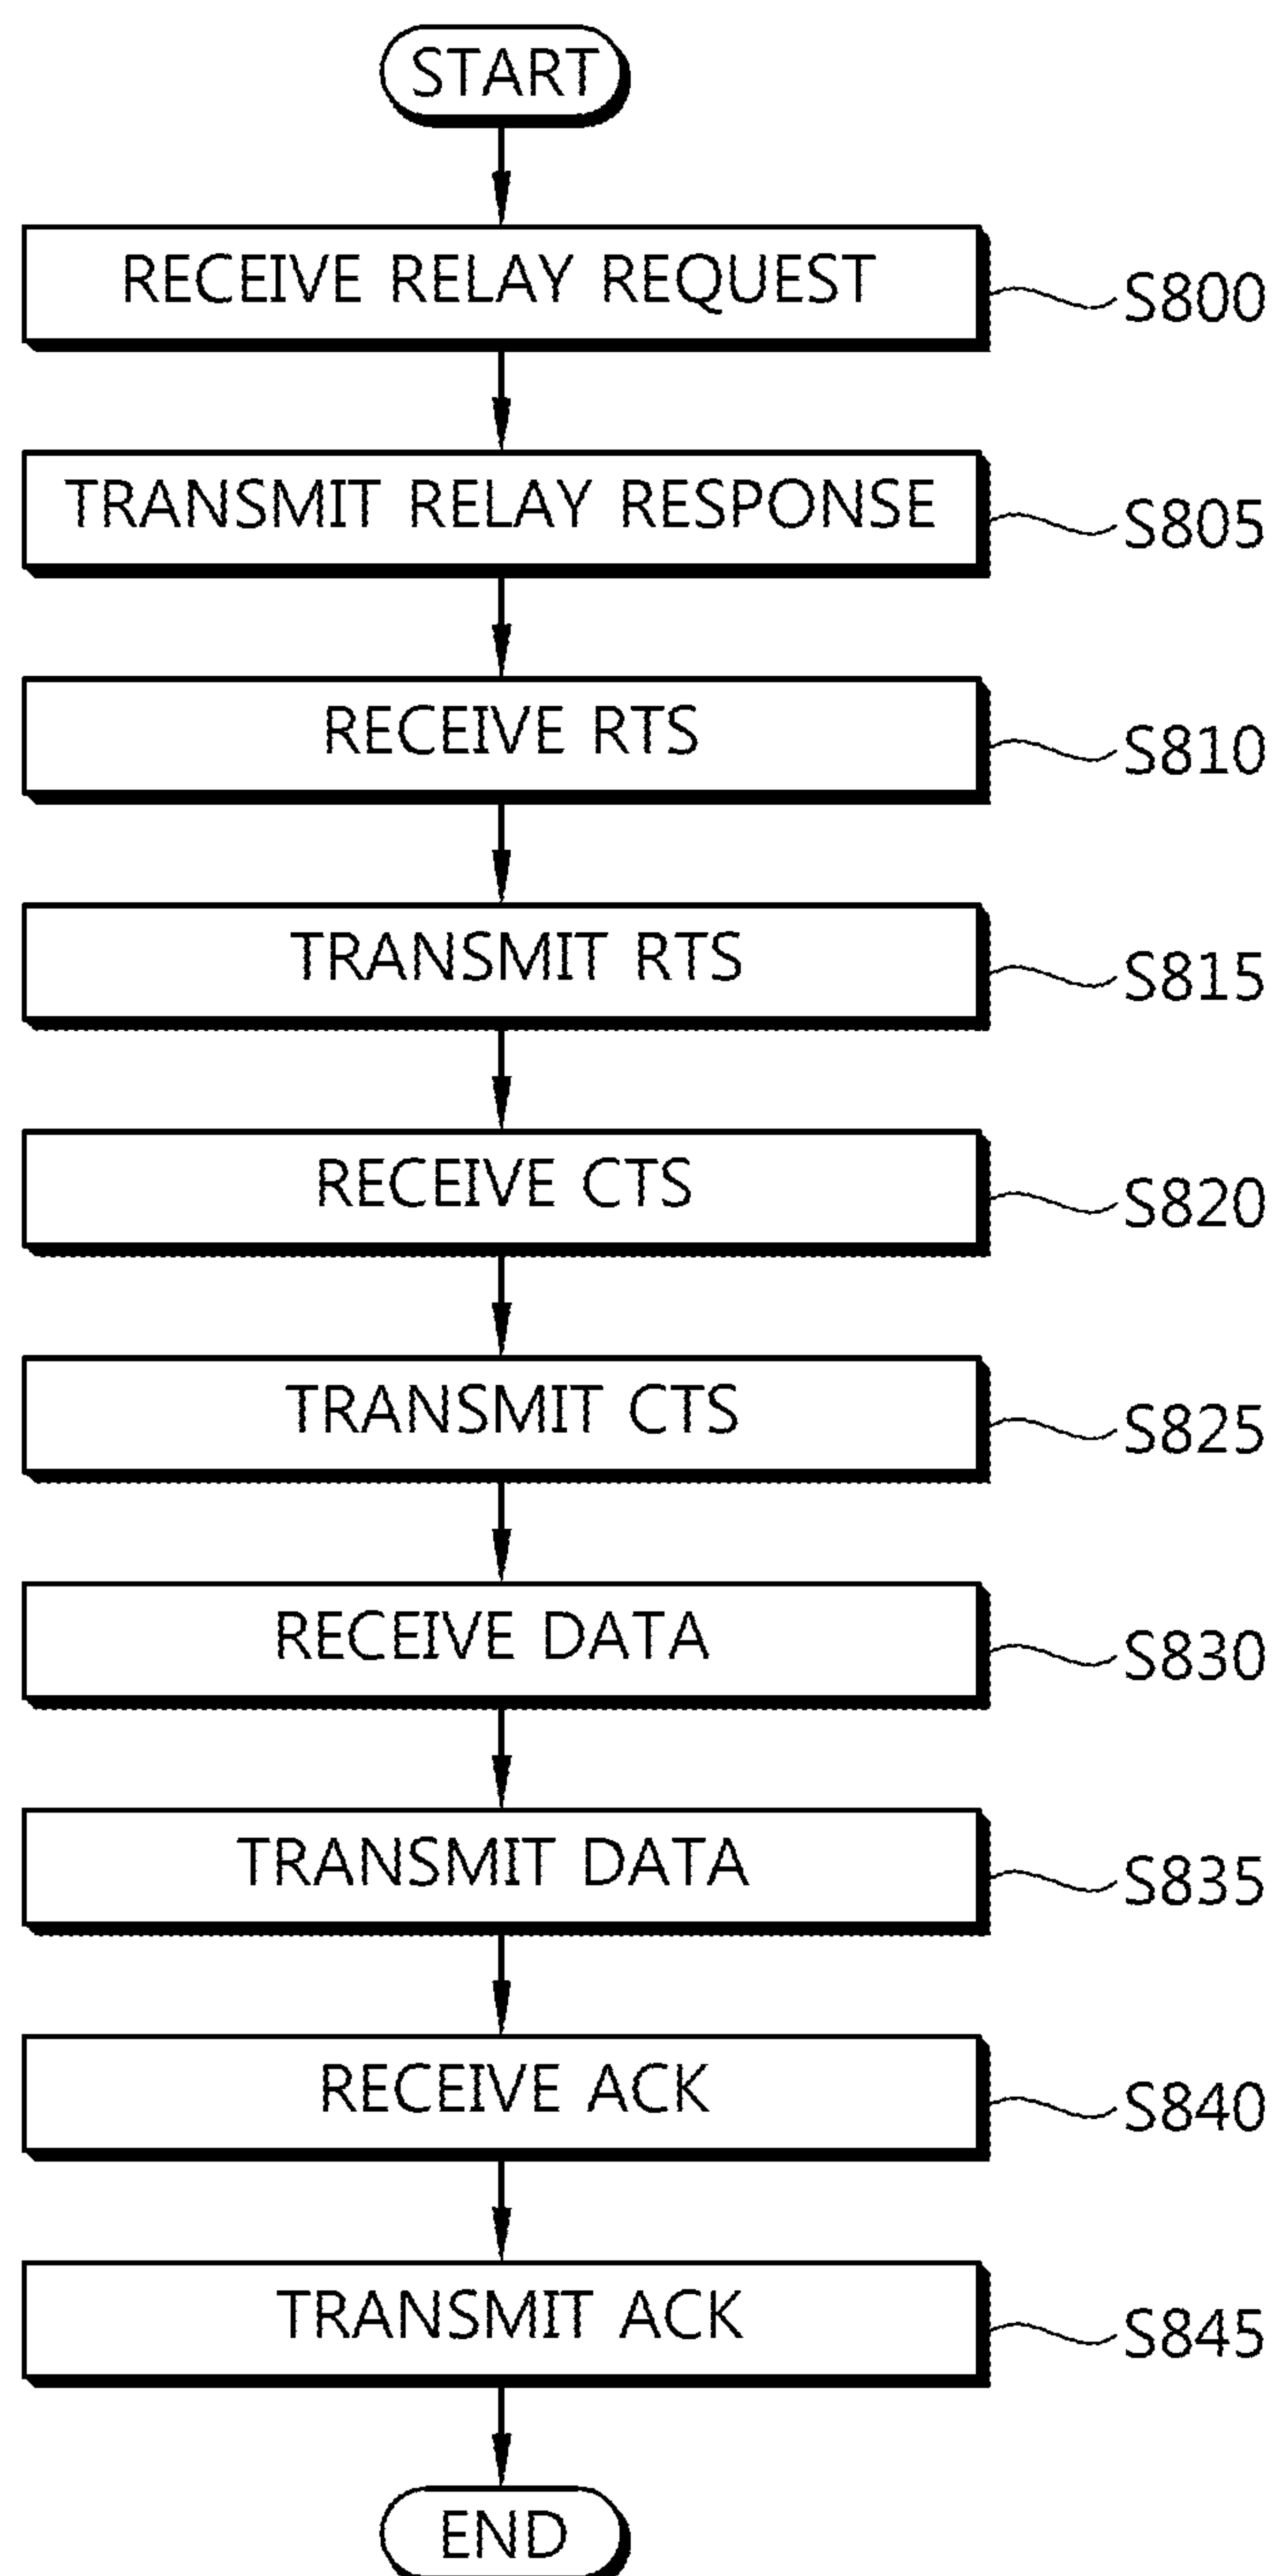 START
RECEIVE RELAY REQUEST
S800
TRANSMIT RELAY RESPONSE
S805
RECEIVE RTS
S810
TRANSMIT RTS
S815
RECEIVE CTS
S820
TRANSMIT CTS
S825
RECEIVE DATA
S830
TRANSMIT DATA
S835
RECEIVE ACK
S840
TRANSMIT ACK
S845
END